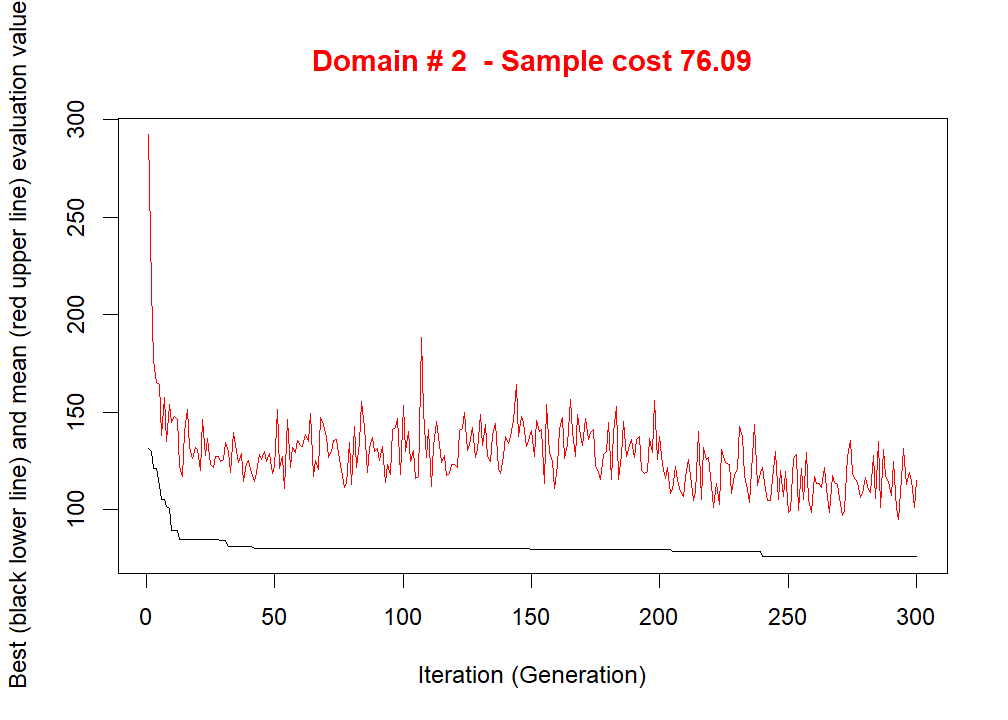 Domain # 2  - Sample cost 76.09
Best (black lower line) and mean (red upper line) evaluation value
300
250
200
150
100
0 50 100 150 200 250 300
Iteration (Generation)